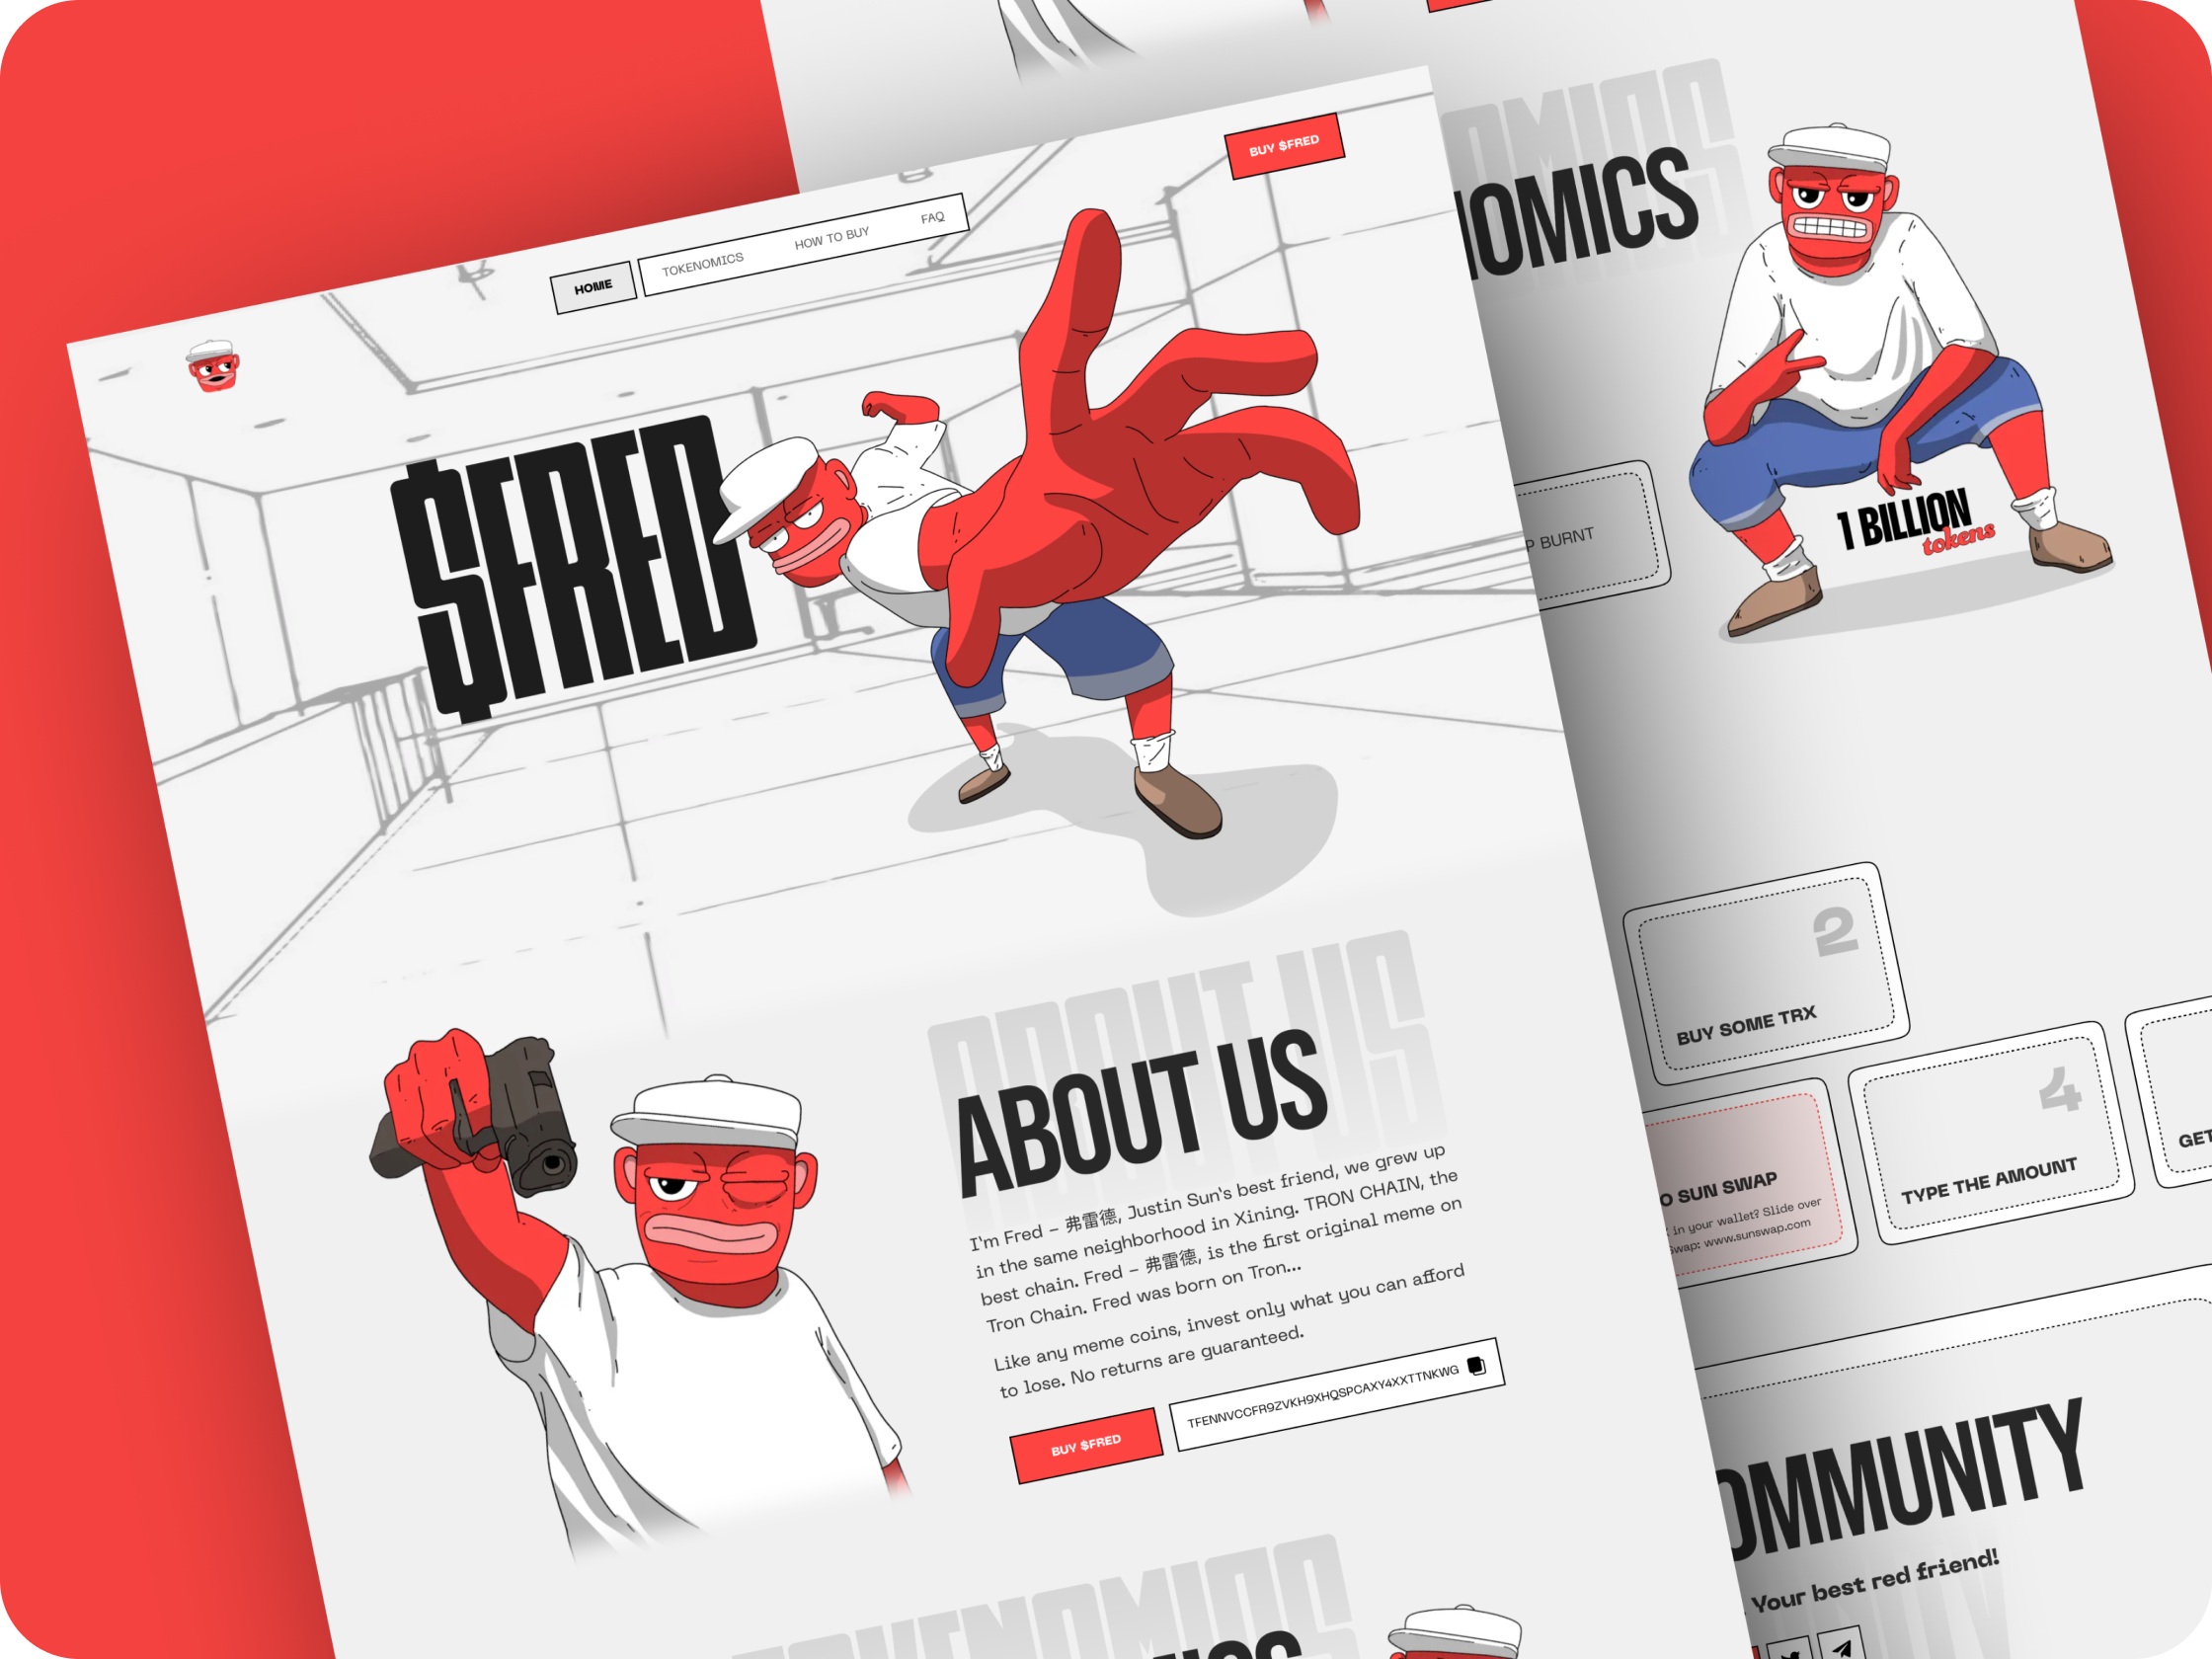 HOME
TOKENOMICS
HOW TO BUY
FAQ
BUY $FRED
$FRED
ABOUT US
ABOUT US
I'm Fred – 弗雷德, Justin Sun's best friend, we grew up
in the same neighborhood in Xining. TRON CHAIN, the
best chain. Fred – 弗雷德, is the first original meme on
Tron Chain. Fred was born on Tron...
Like any meme coins, invest only what you can afford
to lose. No returns are guaranteed.
BUY $FRED
TFENNVCCFR9ZVKH9XHQSPCAXY4XXTTNKWG
TOKENOMICS
OMICS
NOMICS
P BURNT
1 BILLION
tokens
2
BUY SOME TRX
O SUN SWAP
in your wallet? Slide over
Swap: www.sunswap.com
4
TYPE THE AMOUNT
GET
OMMUNITY
Your best red friend!